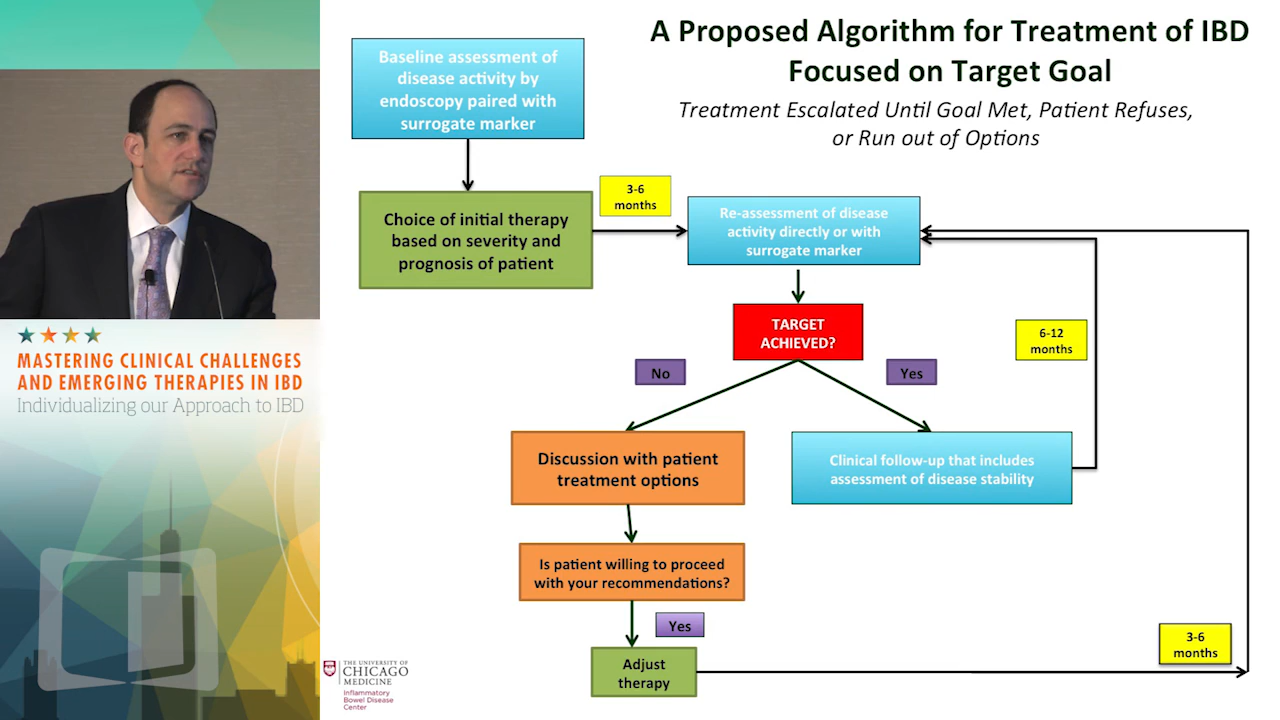 A Proposed Algorithm for Treatment of IBD
Focused on Target Goal
Treatment Escalated Until Goal Met, Patient Refuses,
or Run out of Options
Baseline assessment of
disease activity by
endoscopy paired with
surrogate marker
Choice of initial therapy
based on severity and
prognosis of patient
3-6
months
Re-assessment of disease
activity directly or with
surrogate marker
TARGET
ACHIEVED?
6-12
months
No
Yes
Discussion with patient
treatment options
Clinical follow-up that includes
assessment of disease stability
Is patient willing to proceed
with your recommendations?
Yes
Adjust
therapy
3-6
months
MASTERING CLINICAL CHALLENGES
AND EMERGING THERAPIES IN IBD
Individualizing our Approach to IBD
THE UNIVERSITY OF
CHICAGO
MEDICINE
Inflammatory
Bowel Disease
Center